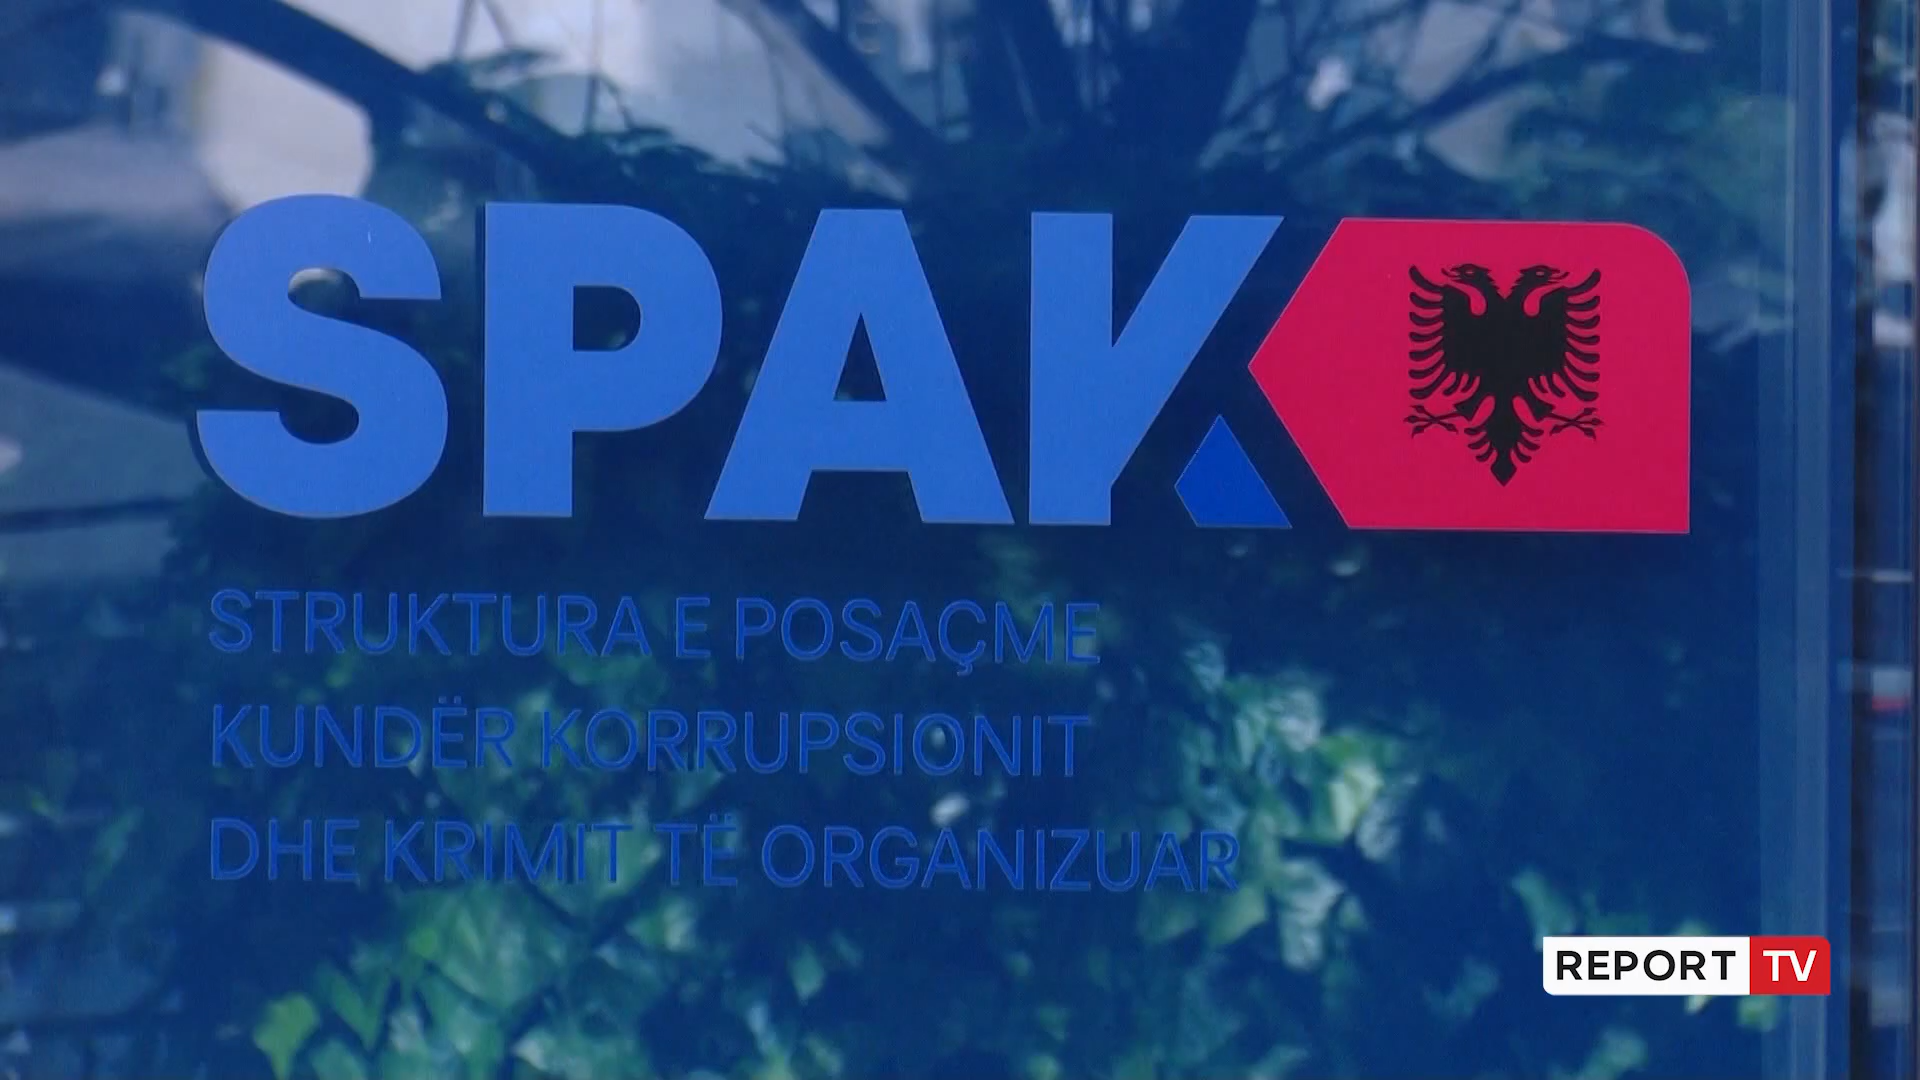 SPAK
STRUKTURA E POSAÇME
KUNDËR KORRUPSIONIT
DHE KRIMIT TË ORGANIZUAR
REPORT TV